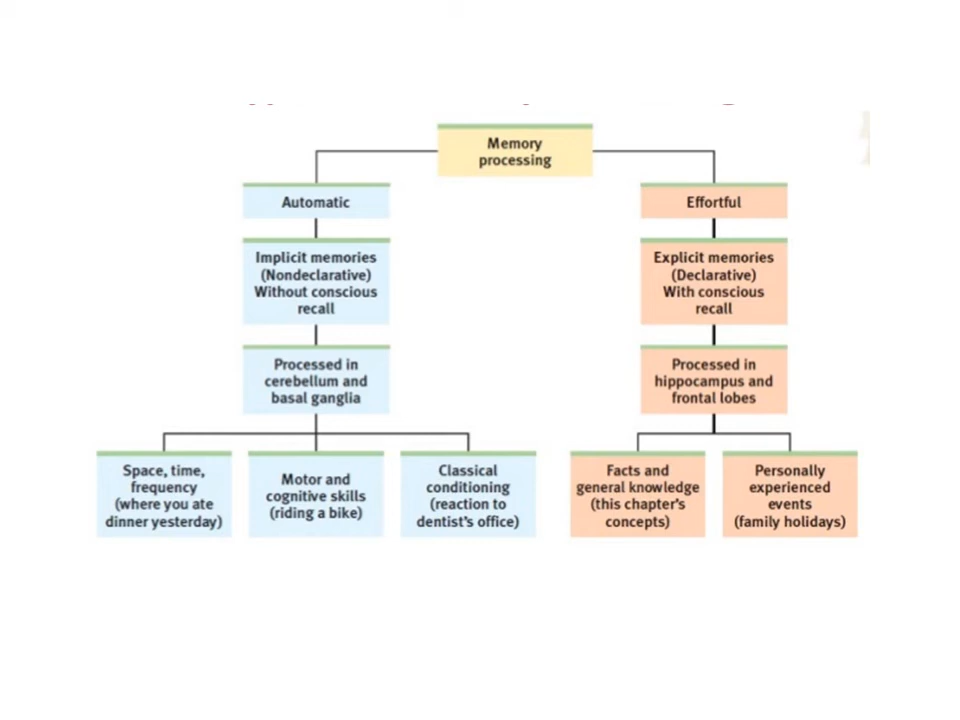 Memory
processing
Automatic
Effortful
Implicit memories
(Nondeclarative)
Without conscious
recall
Explicit memories
(Declarative)
With conscious
recall
Processed in
cerebellum and
basal ganglia
Processed in
hippocampus and
frontal lobes
Space, time,
frequency
(where you ate
dinner yesterday)
Motor and
cognitive skills
(riding a bike)
Classical
conditioning
(reaction to
dentist's office)
Facts and
general knowledge
(this chapter's
concepts)
Personally
experienced
events
(family holidays)